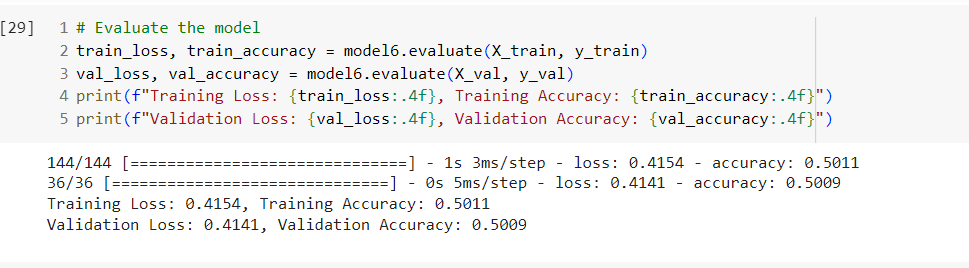 [29] 1 # Evaluate the model
2 train_loss, train_accuracy = model6.evaluate(X_train, y_train)
3 val_loss, val_accuracy = model6.evaluate(X_val, y_val)
4 print(f"Training Loss: {train_loss:.4f}, Training Accuracy: {train_accuracy:.4f}")
5 print(f"Validation Loss: {val_loss:.4f}, Validation Accuracy: {val_accuracy:.4f}")
144/144 [==============================] - 1s 3ms/step - loss: 0.4154 - accuracy: 0.5011
36/36 [==============================] - 0s 5ms/step - loss: 0.4141 - accuracy: 0.5009
Training Loss: 0.4154, Training Accuracy: 0.5011
Validation Loss: 0.4141, Validation Accuracy: 0.5009